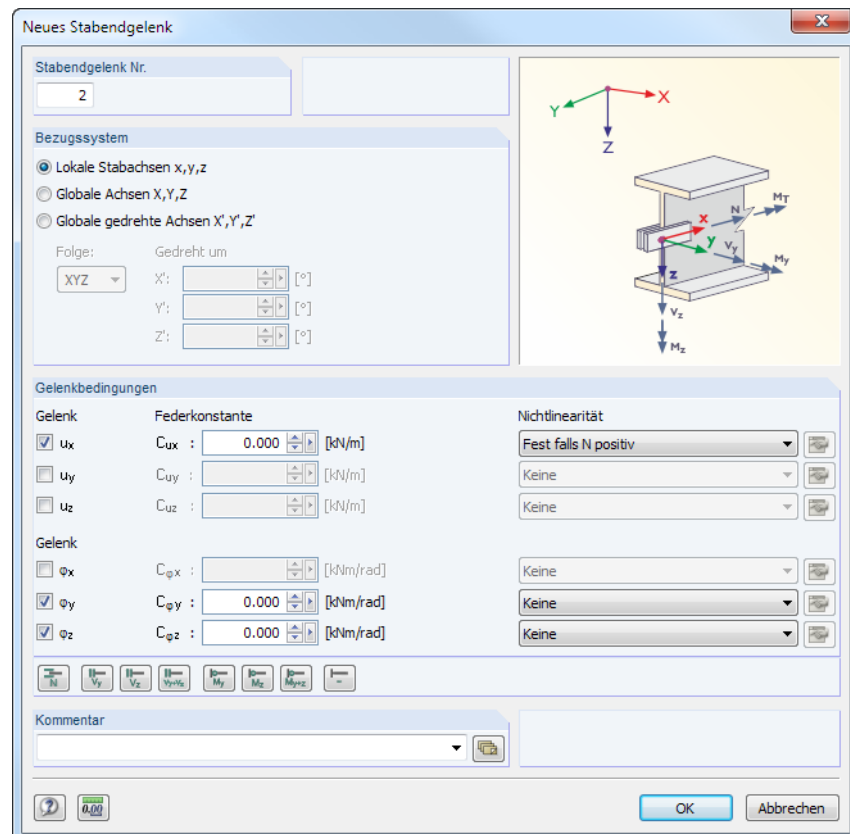 Neues Stabendgelenk
Stabendgelenk Nr.
2
Bezugssystem
Lokale Stabachsen x,y,z
Globale Achsen X,Y,Z
Globale gedrehte Achsen X',Y',Z'
Folge: Gedreht um
XYZ X': [°]
Y': [°]
Z': [°]
Y X
Z
x N MT
y Vy My
z
Vz
Mz
Gelenkbedingungen
Gelenk Federkonstante Nichtlinearität
ux Cux : 0.000 [kN/m] Fest falls N positiv
uy Cuy : [kN/m] Keine
uz Cuz : [kN/m] Keine
Gelenk
φx Cφx : [kNm/rad] Keine
φy Cφy : 0.000 [kNm/rad] Keine
φz Cφz : 0.000 [kNm/rad] Keine
N Vy Vz Vy+Vz My Mz My+z
Kommentar
0.00 OK Abbrechen